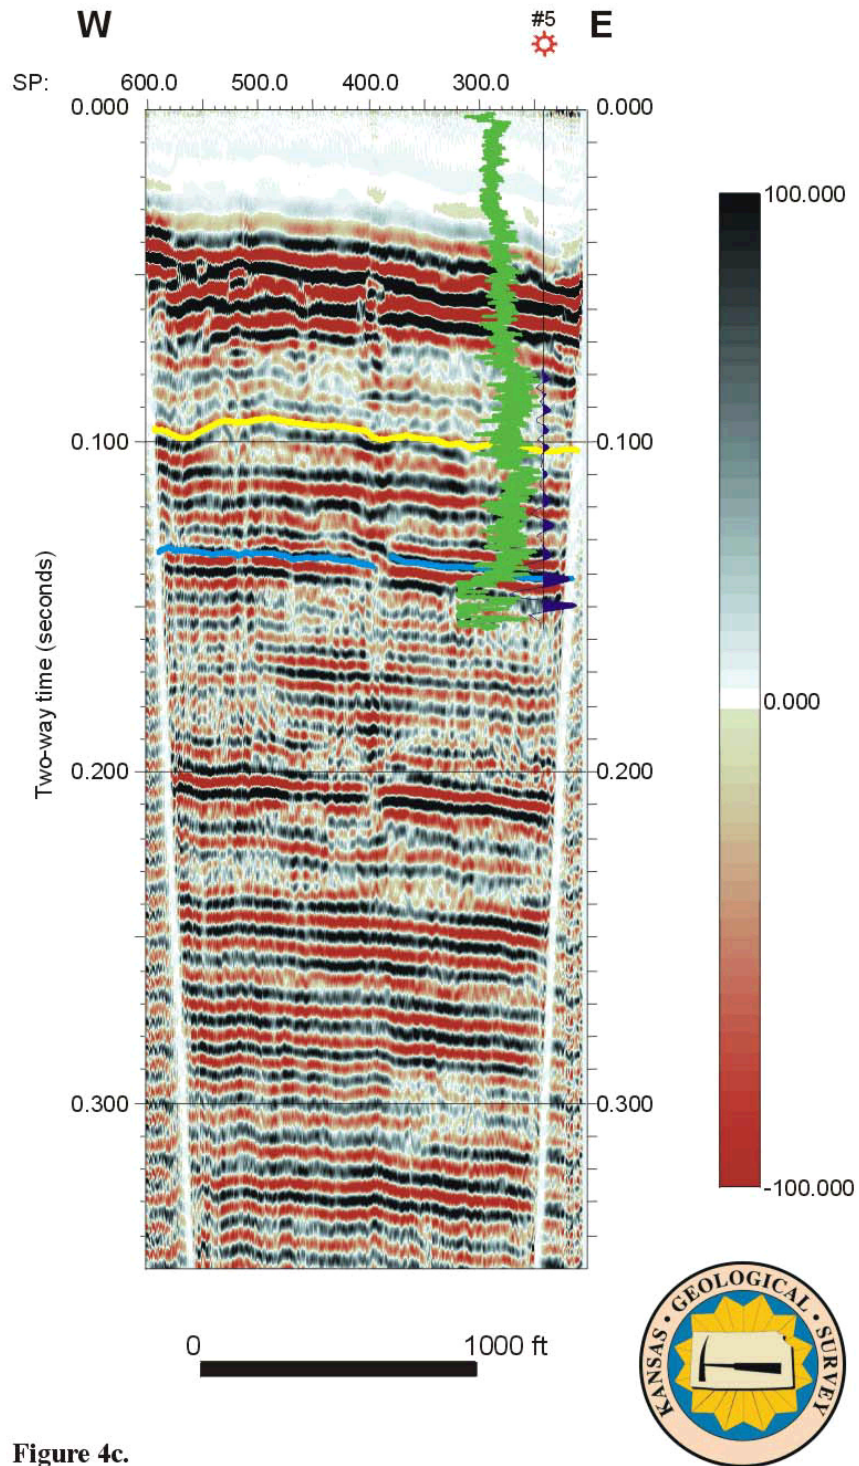 W #5 E
SP: 600.0 500.0 400.0 300.0
0.000 0.000
100.000
0.100 0.100
Two-way time (seconds)
0.000
0.200 0.200
0.300 0.300
-100.000
0 1000 ft
KANSAS • GEOLOGICAL • SURVEY
Figure 4c.